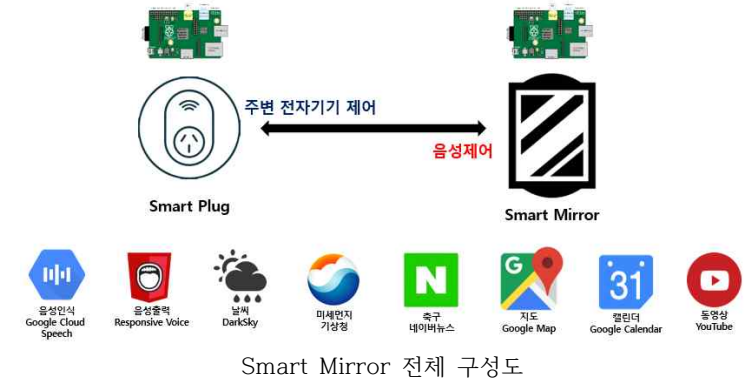 주변 전자기기 제어
음성제어
Smart Plug
Smart Mirror
G
31
N
음성인식
Google Cloud
Speech
음성출력
Responsive Voice
날씨
DarkSky
미세먼지
기상청
축구
네이버뉴스
지도
Google Map
캘린더
Google Calendar
동영상
YouTube
Smart Mirror 전체 구성도